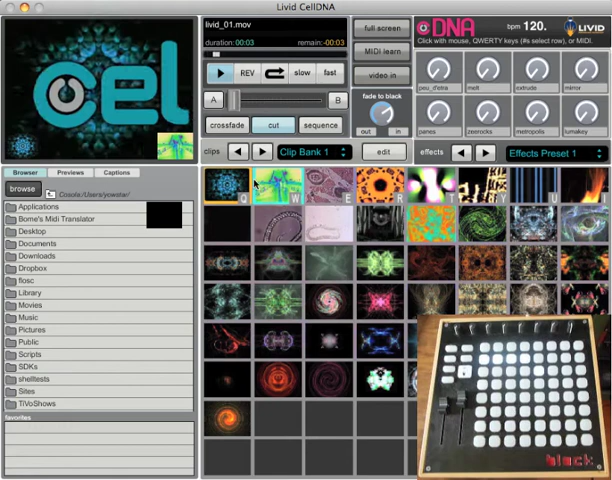 Livid CellDNA
cel
livid_01.mov
duration: 00:03
remain: -00:03
REV
slow
fast
A
B
crossfade
cut
sequence
full screen
MIDI learn
video in
fade to black
out
in
cDNA
bpm 120.
LIVID
Click with mouse, QWERTY keys (#s select row), or MIDI.
peu_d'etra
melt
extrude
mirror
panes
zeerocks
metropolis
lumakey
clips
Clip Bank 1
edit
effects
Effects Preset 1
Browser
Previews
Captions
browse
Applications
Bome's Midi Translator
Desktop
Documents
Downloads
Dropbox
flosc
Library
Movies
Music
Pictures
Public
Scripts
SDKs
shelltests
Sites
TiVoShows
favorites
Q
W
E
R
T
Y
U
I
block